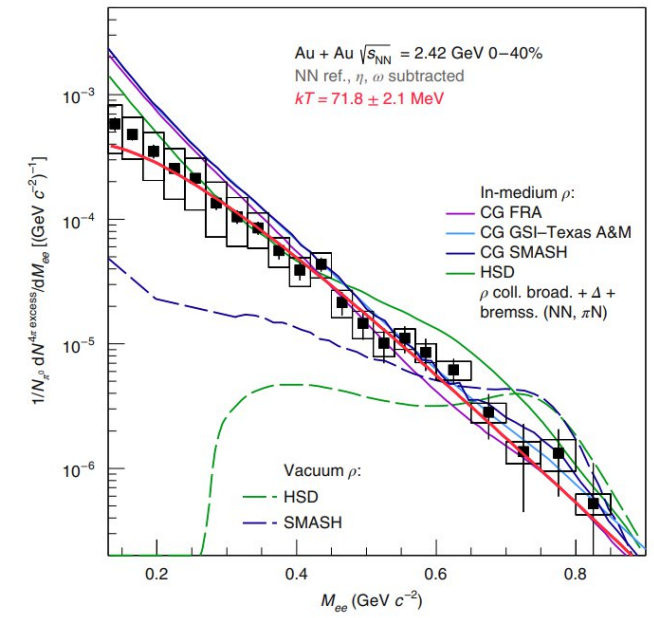 Au + Au √sNN = 2.42 GeV 0–40%
NN ref., η, ω subtracted
kT = 71.8 ± 2.1 MeV
In-medium ρ:
CG FRA
CG GSI–Texas A&M
CG SMASH
HSD
ρ coll. broad. + Δ +
bremss. (NN, πN)
Vacuum ρ:
HSD
SMASH
1/Nπ0 dN4π excess/dMee [(GeV c−2)−1]
10−3
10−4
10−5
10−6
0.2 0.4 0.6 0.8
Mee (GeV c−2)